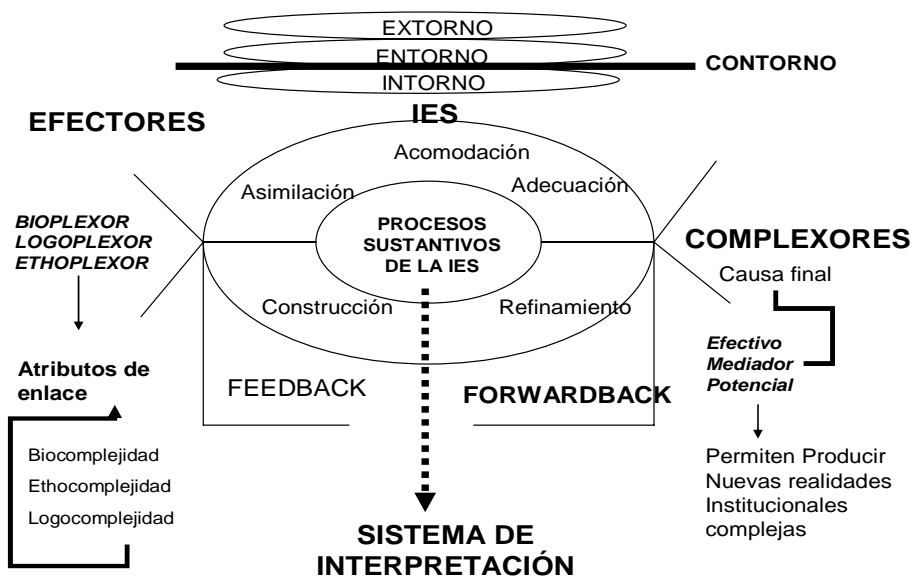 EXTORNO
ENTORNO
CONTORNO
INTORNO
IES
EFECTORES
Acomodación
Asimilación
Adecuación
BIOPLEXOR
LOGOPLEXOR
ETHOPLEXOR
PROCESOS
SUSTANTIVOS
DE LA IES
COMPLEXORES
Causa final
Construcción
Refinamiento
Efectivo
Mediador
Potencial
Atributos de
enlace
FEEDBACK
FORWARDBACK
Biocomplejidad
Ethocomplejidad
Logocomplejidad
Permiten Producir
Nuevas realidades
Institucionales
complejas
SISTEMA DE
INTERPRETACIÓN